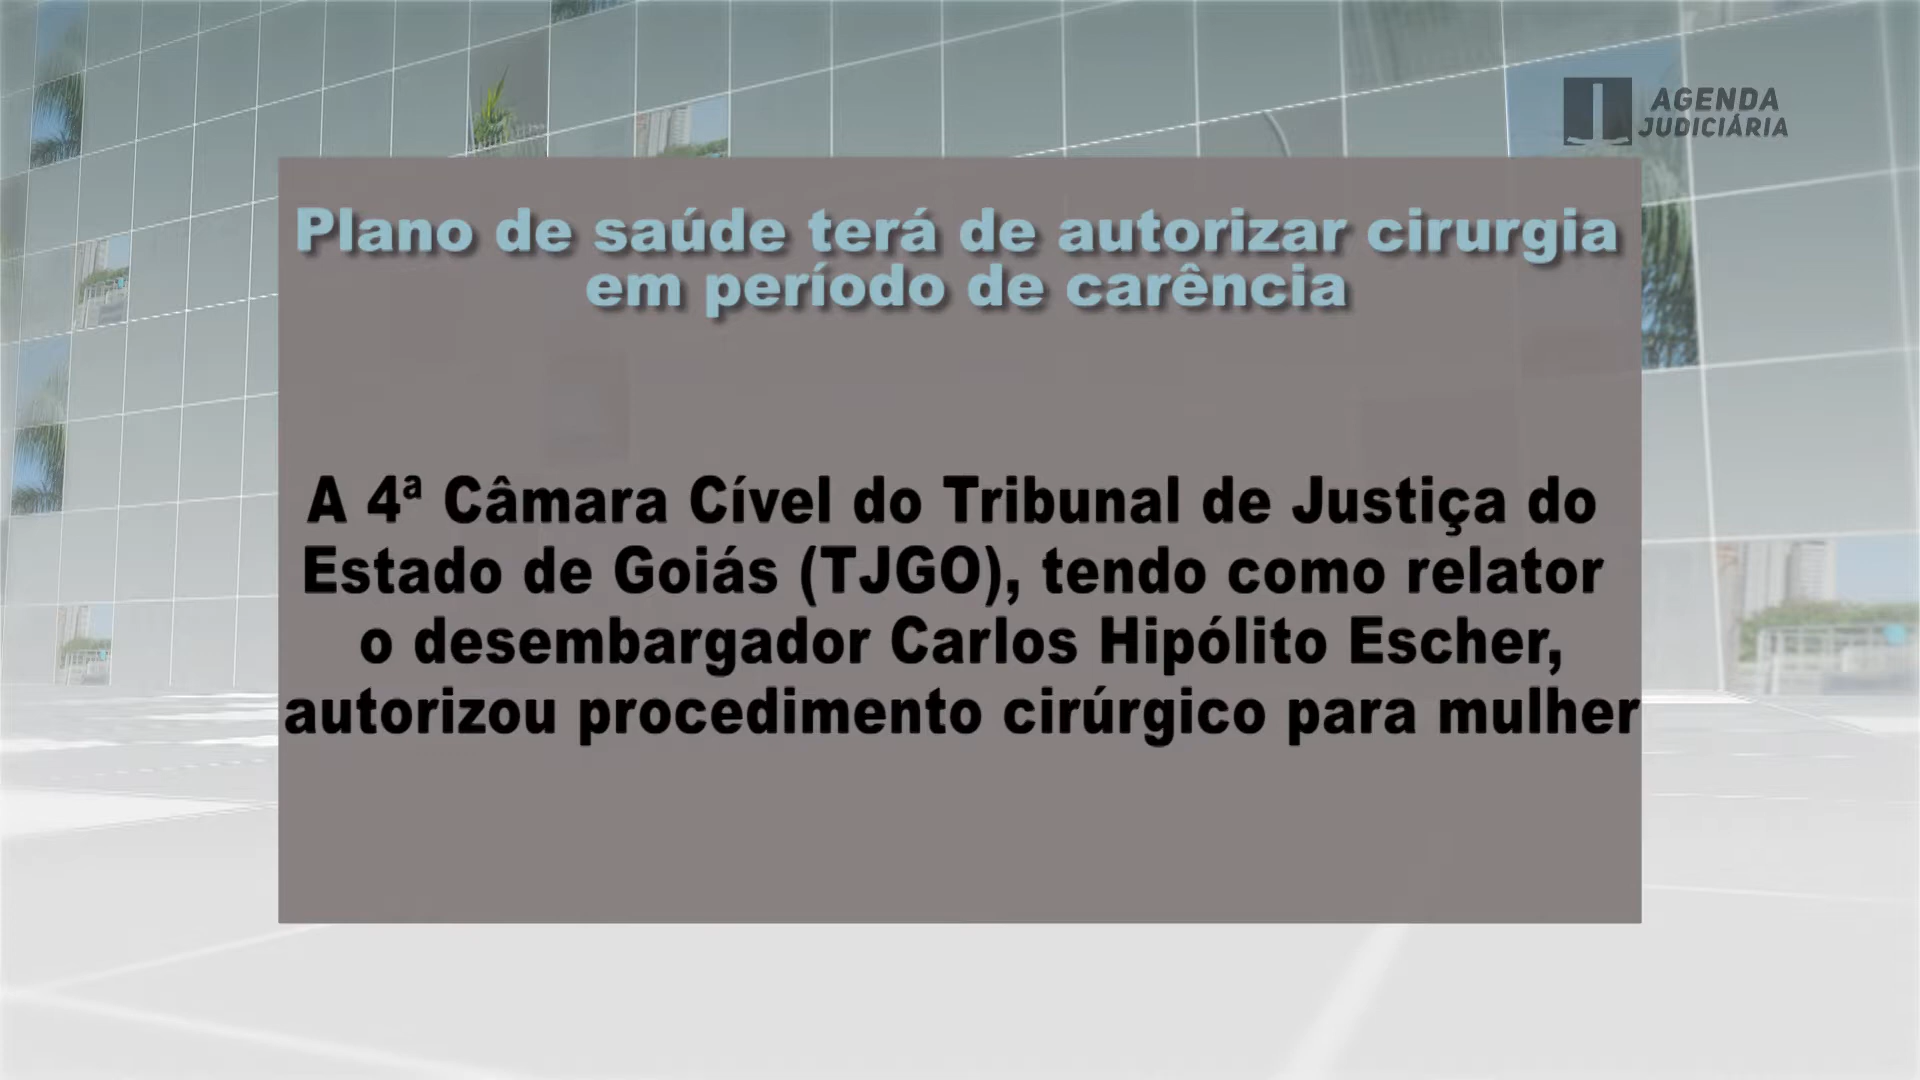 AGENDA
JUDICIÁRIA
Plano de saúde terá de autorizar cirurgia
em período de carência
A 4ª Câmara Cível do Tribunal de Justiça do
Estado de Goiás (TJGO), tendo como relator
o desembargador Carlos Hipólito Escher,
autorizou procedimento cirúrgico para mulher